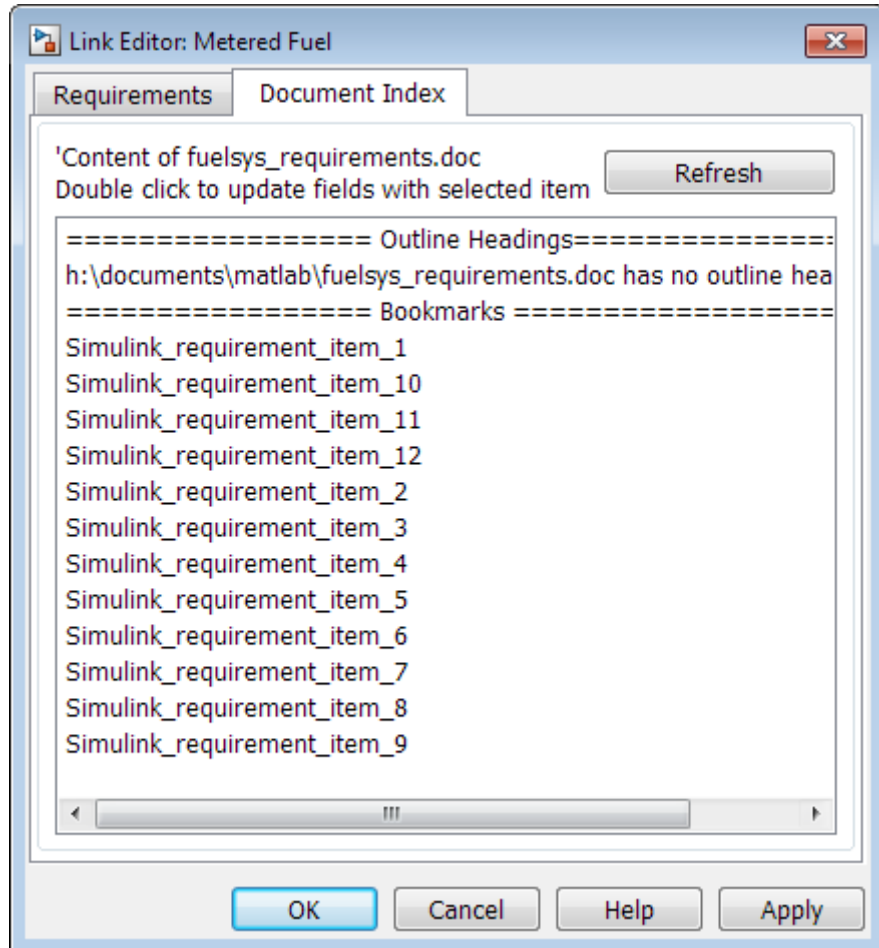 Link Editor: Metered Fuel
Requirements Document Index
'Content of fuelsys_requirements.doc
Double click to update fields with selected item
Refresh
================= Outline Headings===============
h:\documents\matlab\fuelsys_requirements.doc has no outline hea
================= Bookmarks ==================
Simulink_requirement_item_1
Simulink_requirement_item_10
Simulink_requirement_item_11
Simulink_requirement_item_12
Simulink_requirement_item_2
Simulink_requirement_item_3
Simulink_requirement_item_4
Simulink_requirement_item_5
Simulink_requirement_item_6
Simulink_requirement_item_7
Simulink_requirement_item_8
Simulink_requirement_item_9
OK Cancel Help Apply